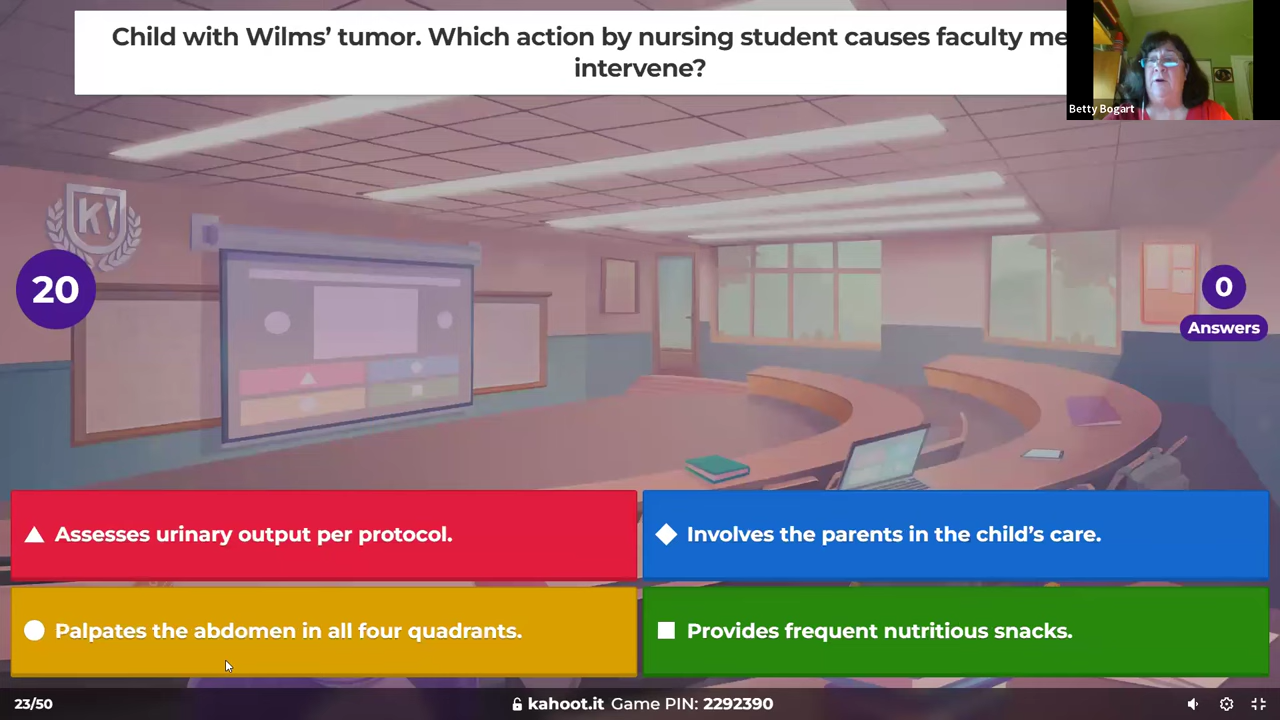 Child with Wilms’ tumor. Which action by nursing student causes faculty me
intervene?
Betty Bogart
K!
20
0
Answers
Assesses urinary output per protocol.
Involves the parents in the child’s care.
Palpates the abdomen in all four quadrants.
Provides frequent nutritious snacks.
23/50
kahoot.it Game PIN: 2292390